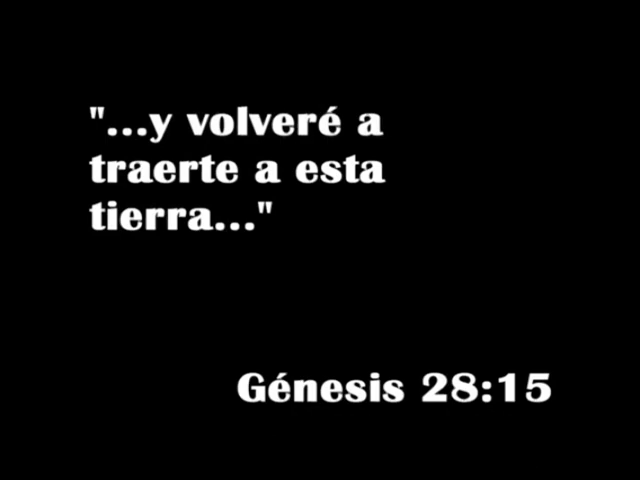 "...y volveré a
traerte a esta
tierra..."
Génesis 28:15